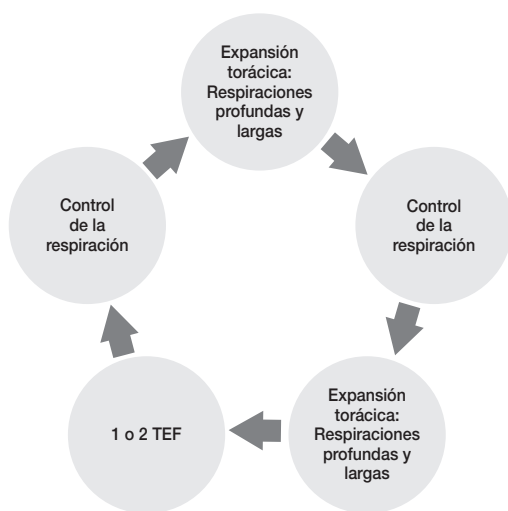 Expansión
torácica:
Respiraciones
profundas y
largas
Control
de la
respiración
Expansión
torácica:
Respiraciones
profundas y
largas
1 o 2 TEF
Control
de la
respiración